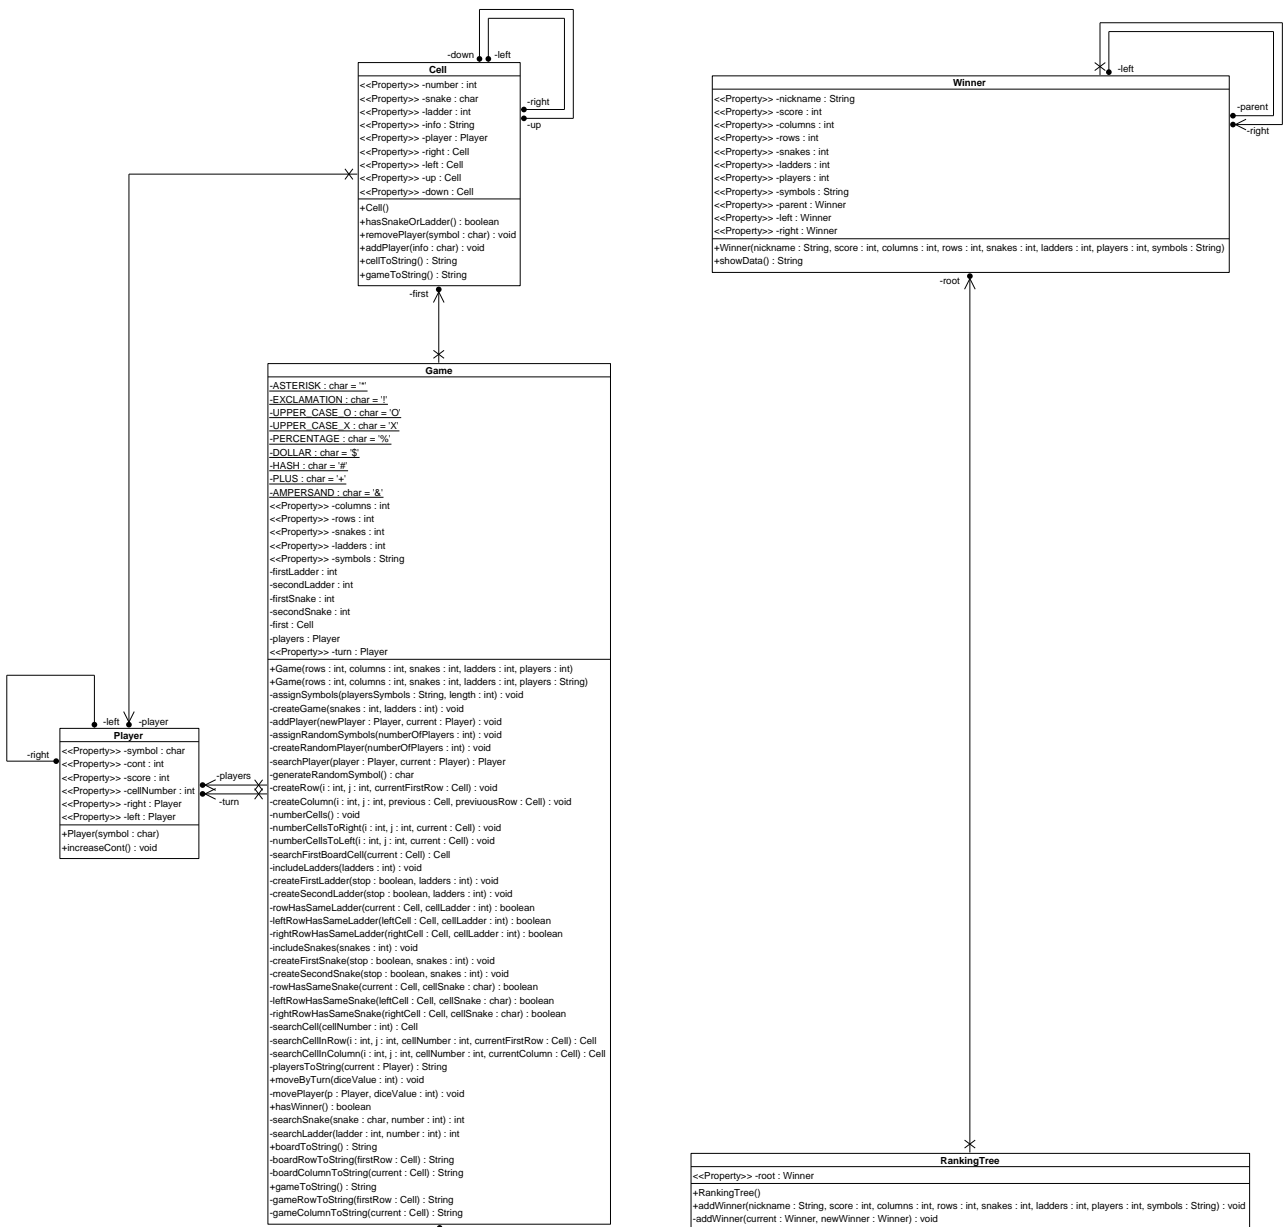 -down
-left
Cell
<<Property>> -number : int
<<Property>> -snake : char
<<Property>> -ladder : int
<<Property>> -info : String
<<Property>> -player : Player
<<Property>> -right : Cell
<<Property>> -left : Cell
<<Property>> -up : Cell
<<Property>> -down : Cell
+Cell()
+hasSnakeOrLadder() : boolean
+removePlayer(symbol : char) : void
+addPlayer(info : char) : void
+cellToString() : String
+gameToString() : String
-right
-up
-first
-left
Winner
<<Property>> -nickname : String
<<Property>> -score : int
<<Property>> -columns : int
<<Property>> -rows : int
<<Property>> -snakes : int
<<Property>> -ladders : int
<<Property>> -players : int
<<Property>> -symbols : String
<<Property>> -parent : Winner
<<Property>> -left : Winner
<<Property>> -right : Winner
+Winner(nickname : String, score : int, columns : int, rows : int, snakes : int, ladders : int, players : int, symbols : String)
+showData() : String
-parent
-right
-root
Game
-ASTERISK : char = '*'
-EXCLAMATION : char = '!'
-UPPER_CASE_O : char = 'O'
-UPPER_CASE_X : char = 'X'
-PERCENTAGE : char = '%'
-DOLLAR : char = '$'
-HASH : char = '#'
-PLUS : char = '+'
-AMPERSAND : char = '&'
<<Property>> -columns : int
<<Property>> -rows : int
<<Property>> -snakes : int
<<Property>> -ladders : int
<<Property>> -symbols : String
-firstLadder : int
-secondLadder : int
-firstSnake : int
-secondSnake : int
-first : Cell
-players : Player
<<Property>> -turn : Player
+Game(rows : int, columns : int, snakes : int, ladders : int, players : int)
+Game(rows : int, columns : int, snakes : int, ladders : int, players : String)
-assignSymbols(playersSymbols : String, length : int) : void
-createGame(snakes : int, ladders : int) : void
-addPlayer(newPlayer : Player, current : Player) : void
-assignRandomSymbols(numberOfPlayers : int) : void
-createRandomPlayer(numberOfPlayers : int) : void
-searchPlayer(player : Player, current : Player) : Player
-generateRandomSymbol() : char
-createRow(i : int, j : int, currentFirstRow : Cell) : void
-createColumn(i : int, j : int, previous : Cell, previuousRow : Cell) : void
-numberCells() : void
-numberCellsToRight(i : int, j : int, current : Cell) : void
-numberCellsToLeft(i : int, j : int, current : Cell) : void
-searchFirstBoardCell(current : Cell) : Cell
-includeLadders(ladders : int) : void
-createFirstLadder(stop : boolean, ladders : int) : void
-createSecondLadder(stop : boolean, ladders : int) : void
-rowHasSameLadder(current : Cell, cellLadder : int) : boolean
-leftRowHasSameLadder(leftCell : Cell, cellLadder : int) : boolean
-rightRowHasSameLadder(rightCell : Cell, cellLadder : int) : boolean
-includeSnakes(snakes : int) : void
-createFirstSnake(stop : boolean, snakes : int) : void
-createSecondSnake(stop : boolean, snakes : int) : void
-rowHasSameSnake(current : Cell, cellSnake : char) : boolean
-leftRowHasSameSnake(leftCell : Cell, cellSnake : char) : boolean
-rightRowHasSameSnake(rightCell : Cell, cellSnake : char) : boolean
-searchCell(cellNumber : int) : Cell
-searchCellInRow(i : int, j : int, cellNumber : int, currentFirstRow : Cell) : Cell
-searchCellInColumn(i : int, j : int, cellNumber : int, currentColumn : Cell) : Cell
-playersToString(current : Player) : String
+moveByTurn(diceValue : int) : void
-movePlayer(p : Player, diceValue : int) : void
+hasWinner() : boolean
-searchSnake(snake : char, number : int) : int
-searchLadder(ladder : int, number : int) : int
+boardToString() : String
-boardRowToString(firstRow : Cell) : String
-boardColumnToString(current : Cell) : String
+gameToString() : String
-gameRowToString(firstRow : Cell) : String
-gameColumnToString(current : Cell) : String
-left
-player
-right
Player
<<Property>> -symbol : char
<<Property>> -cont : int
<<Property>> -score : int
<<Property>> -cellNumber : int
<<Property>> -right : Player
<<Property>> -left : Player
+Player(symbol : char)
+increaseCont() : void
-players
-turn
RankingTree
<<Property>> -root : Winner
+RankingTree()
+addWinner(nickname : String, score : int, columns : int, rows : int, snakes : int, ladders : int, players : int, symbols : String) : void
-addWinner(current : Winner, newWinner : Winner) : void